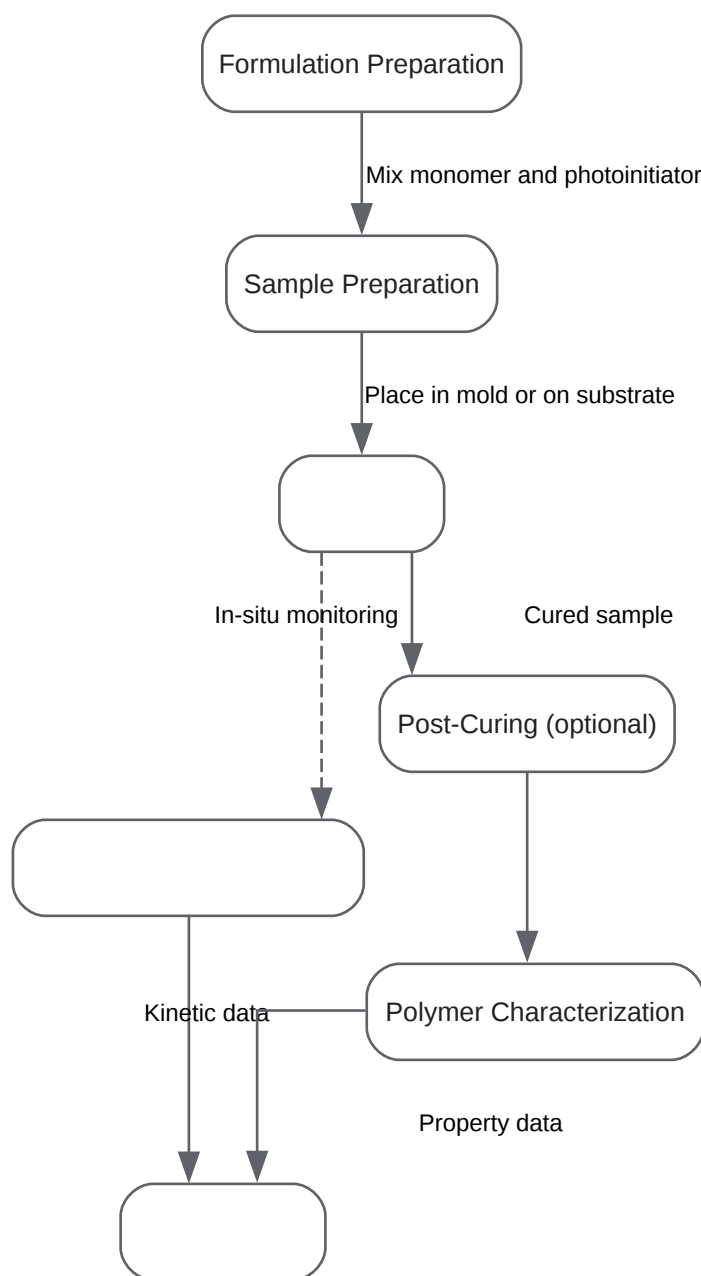 Formulation Preparation
Mix monomer and photoinitiator
Sample Preparation
Place in mold or on substrate
In-situ monitoring
Cured sample
Post-Curing (optional)
Kinetic data
Polymer Characterization
Property data